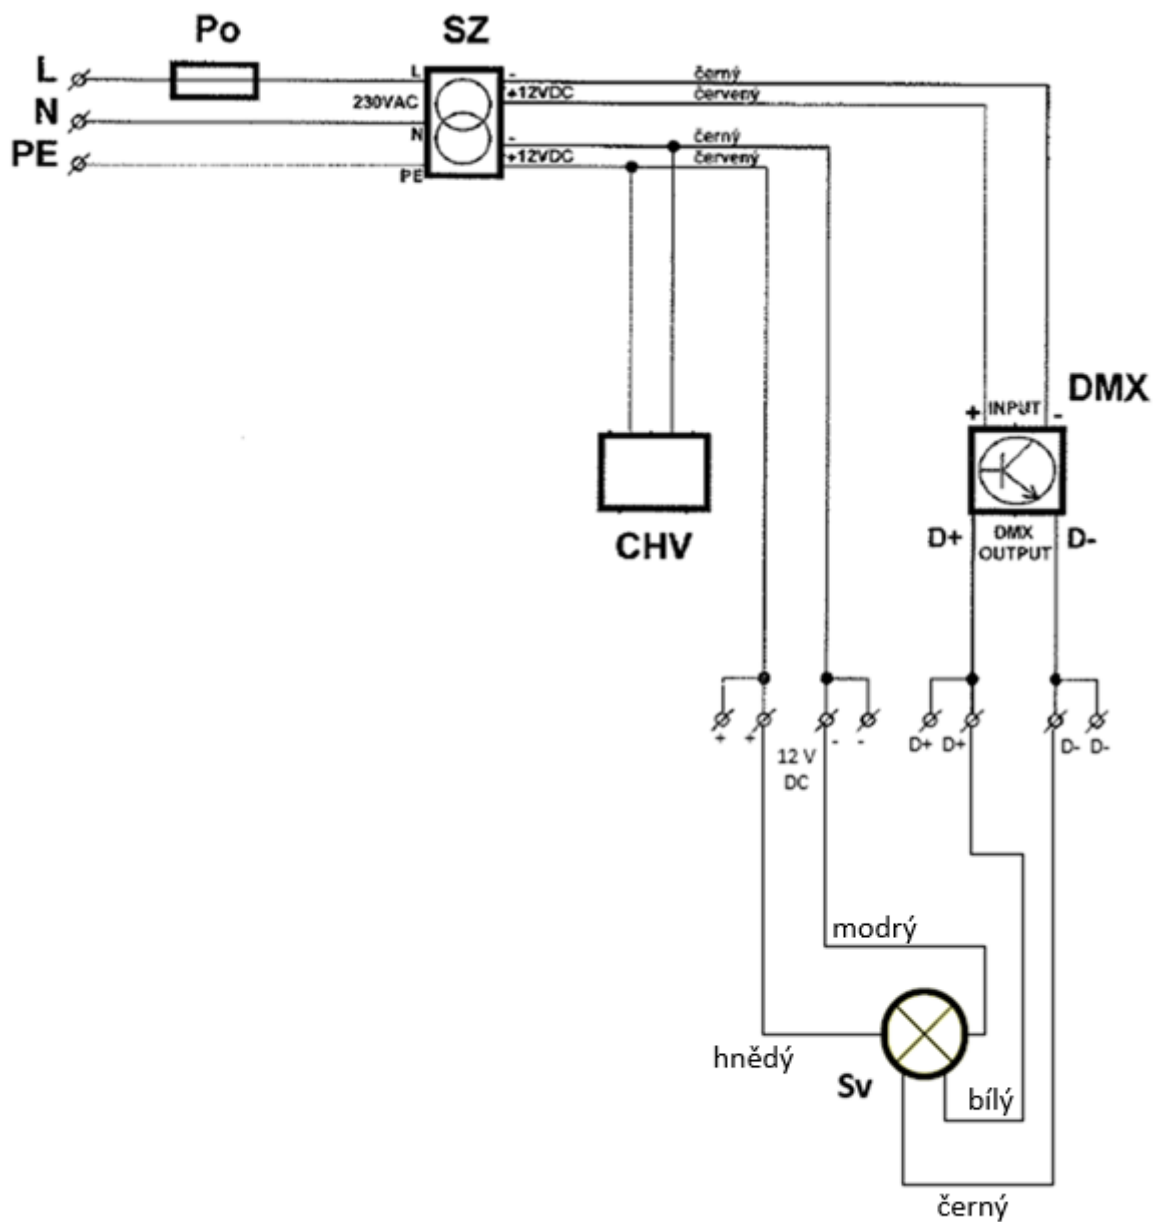 Po
SZ
L
L
-
černý
+12VDC
červený
230VAC
N
N
-
černý
+12VDC
červený
PE
PE
DMX
+ INPUT -
CHV
D+
DMX
OUTPUT
D-
+
+
-
-
D+
D+
D-
D-
12 V
DC
modrý
hnědý
Sv
bílý
černý